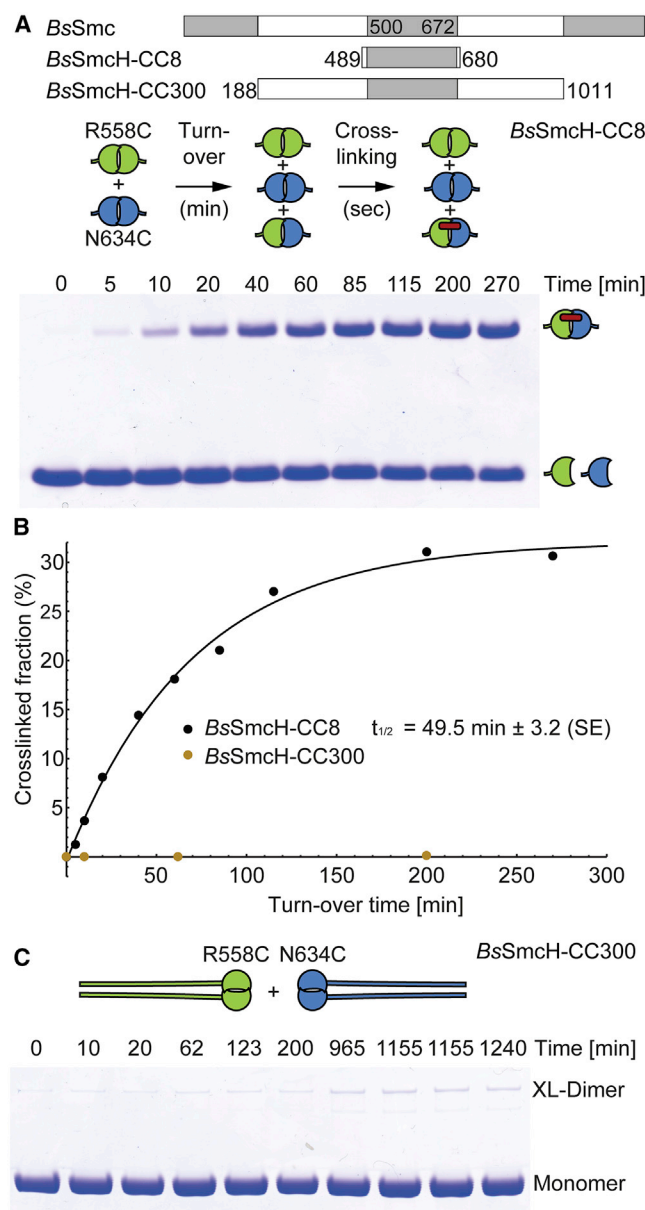 A
BsSmc 500 672
BsSmcH-CC8 489 680
BsSmcH-CC300 188 1011
R558C Turn-over Cross-linking BsSmcH-CC8
+ (min) + (sec) +
N634C + +
0 5 10 20 40 60 85 115 200 270 Time [min]
B
Crosslinked fraction (%)
30
25
20
15
10
5
BsSmcH-CC8 t1/2 = 49.5 min ± 3.2 (SE)
BsSmcH-CC300
50 100 150 200 250 300
Turn-over time [min]
C
R558C N634C BsSmcH-CC300
+
0 10 20 62 123 200 965 1155 1155 1240 Time [min]
XL-Dimer
Monomer